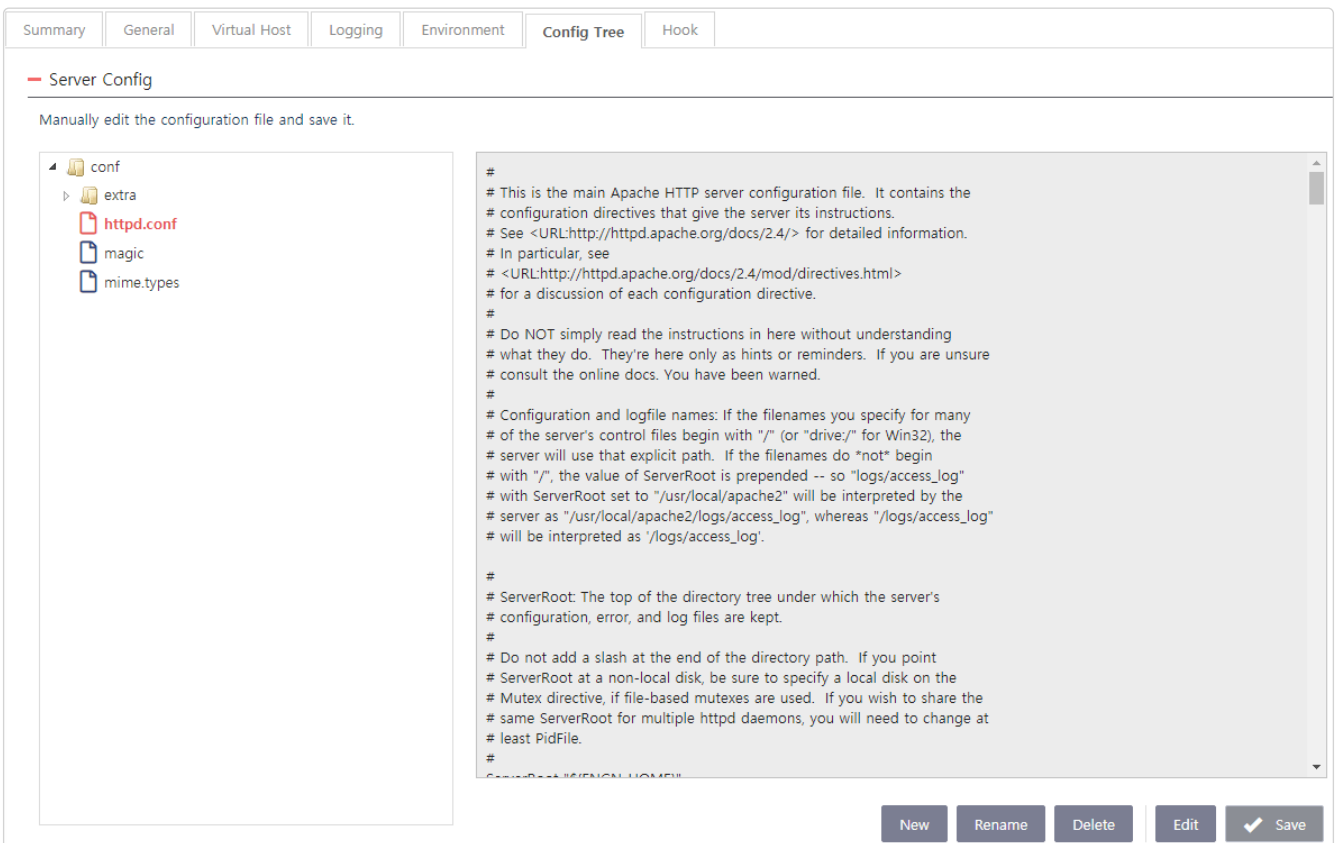 Summary
General
Virtual Host
Logging
Environment
Config Tree
Hook
Server Config
Manually edit the configuration file and save it.
conf
extra
httpd.conf
magic
mime.types
#
# This is the main Apache HTTP server configuration file.  It contains the
# configuration directives that give the server its instructions.
# See <URL:http://httpd.apache.org/docs/2.4/> for detailed information.
# In particular, see
# <URL:http://httpd.apache.org/docs/2.4/mod/directives.html>
# for a discussion of each configuration directive.
#
# Do NOT simply read the instructions in here without understanding
# what they do.  They're here only as hints or reminders.  If you are unsure
# consult the online docs. You have been warned.
#
# Configuration and logfile names: If the filenames you specify for many
# of the server's control files begin with "/" (or "drive:/" for Win32), the
# server will use that explicit path.  If the filenames do *not* begin
# with "/", the value of ServerRoot is prepended -- so "logs/access_log"
# with ServerRoot set to "/usr/local/apache2" will be interpreted by the
# server as "/usr/local/apache2/logs/access_log", whereas "/logs/access_log"
# will be interpreted as '/logs/access_log'.
#
# ServerRoot: The top of the directory tree under which the server's
# configuration, error, and log files are kept.
#
# Do not add a slash at the end of the directory path.  If you point
# ServerRoot at a non-local disk, be sure to specify a local disk on the
# Mutex directive, if file-based mutexes are used.  If you wish to share the
# same ServerRoot for multiple httpd daemons, you will need to change at
# least PidFile.
#
New
Rename
Delete
Edit
Save